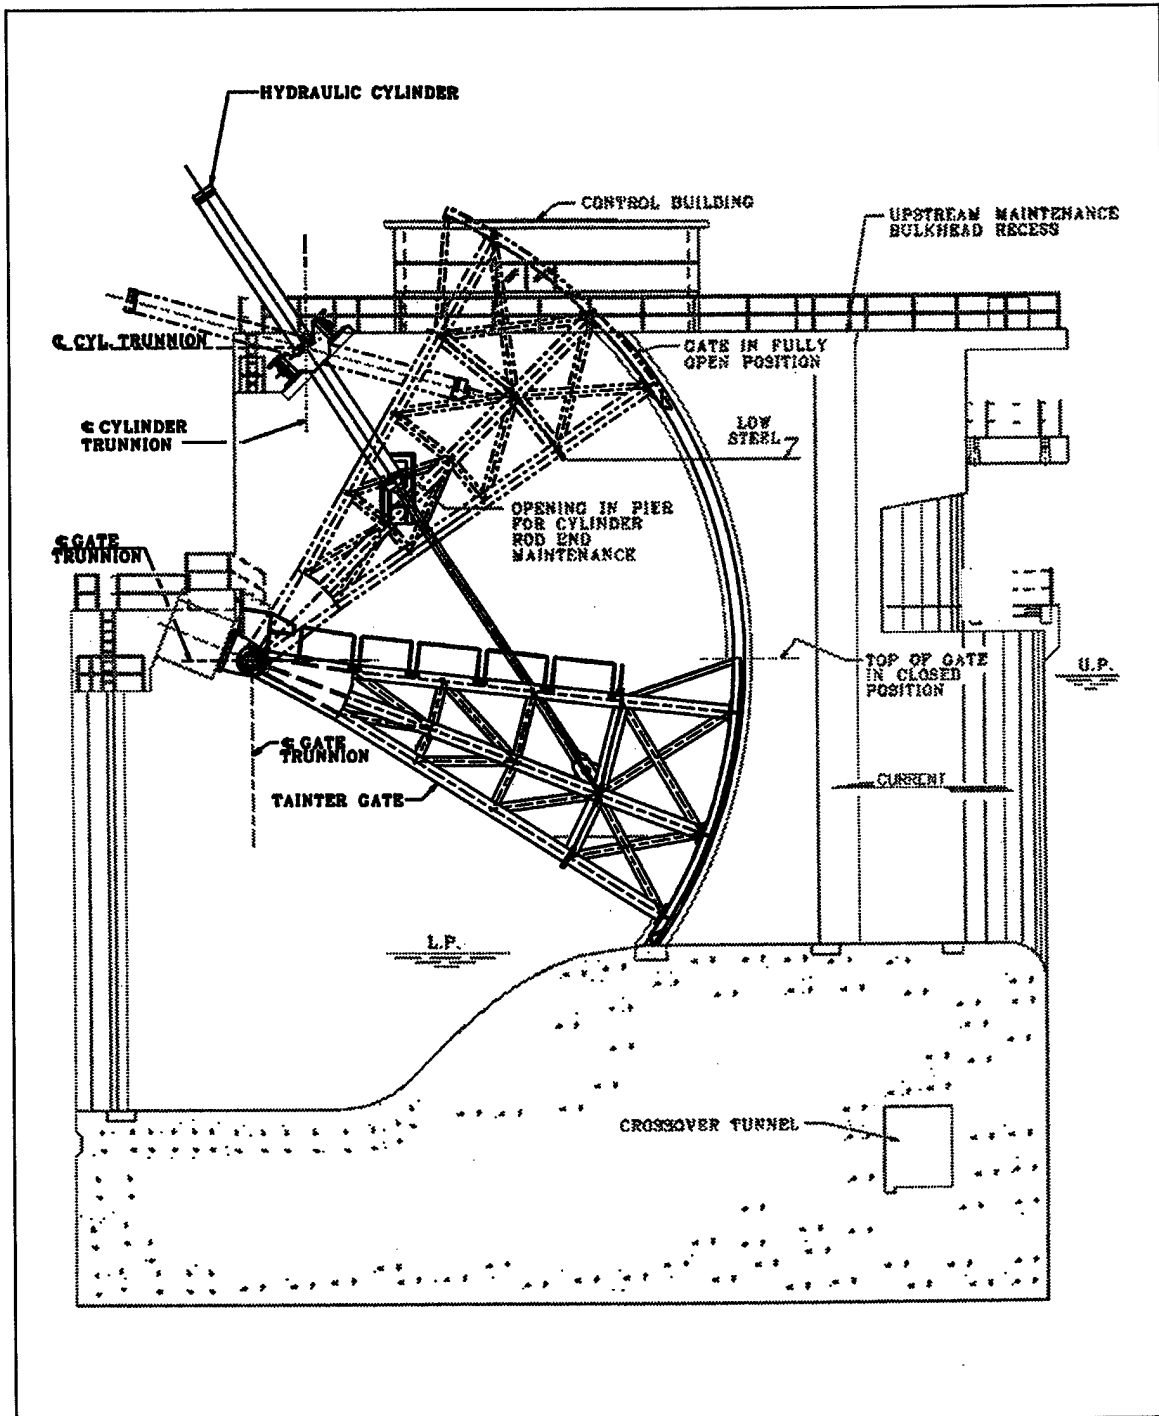 HYDRAULIC CYLINDER
CONTROL BUILDING
UPSTREAM MAINTENANCE
BULKHEAD RECESS
℄ CYL. TRUNNION
GATE IN FULLY
OPEN POSITION
℄ CYLINDER
TRUNNION
LOW
STEEL
OPENING IN PIER
FOR CYLINDER
ROD END
MAINTENANCE
℄ GATE
TRUNNION
TOP OF GATE
IN CLOSED
POSITION
U.P.
℄ GATE
TRUNNION
TAINTER GATE
CURRENT
L.P.
CROSSOVER TUNNEL